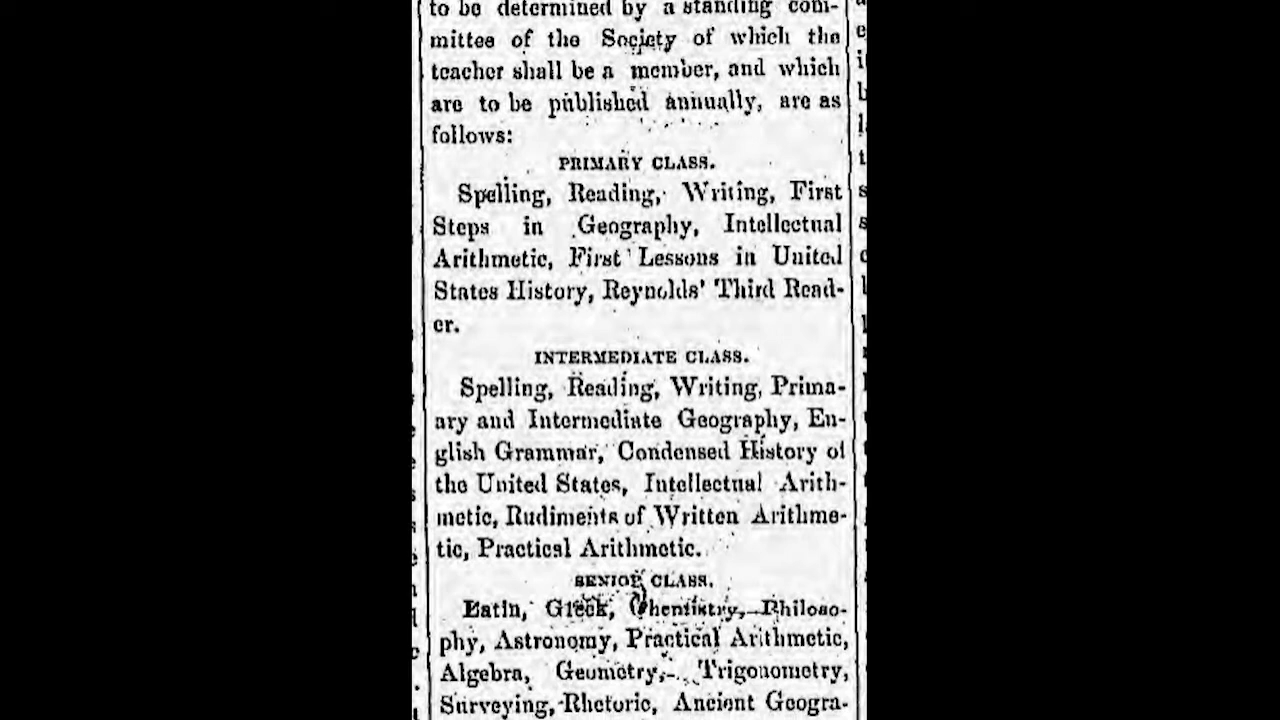 to be determined by a standing com-
mittee of the Society of which the
teacher shall be a member, and which
are to be published annually, are as
follows:
PRIMARY CLASS.
Spelling, Reading, Writing, First
Steps in Geography, Intellectual
Arithmetic, First Lessons in United
States History, Reynolds' Third Read-
er.
INTERMEDIATE CLASS.
Spelling, Reading, Writing, Prima-
ary and Intermediate Geography, En-
glish Grammar, Condensed History of
the United States, Intellectual Arith-
metic, Rudiments of Written Arithme-
tic, Practical Arithmetic.
SENIOR CLASS.
Latin, Greek, Chemistry, Philoso-
phy, Astronomy, Practical Arithmetic,
Algebra, Geometry, Trigonometry,
Surveying, Rhetoric, Ancient Geogra-